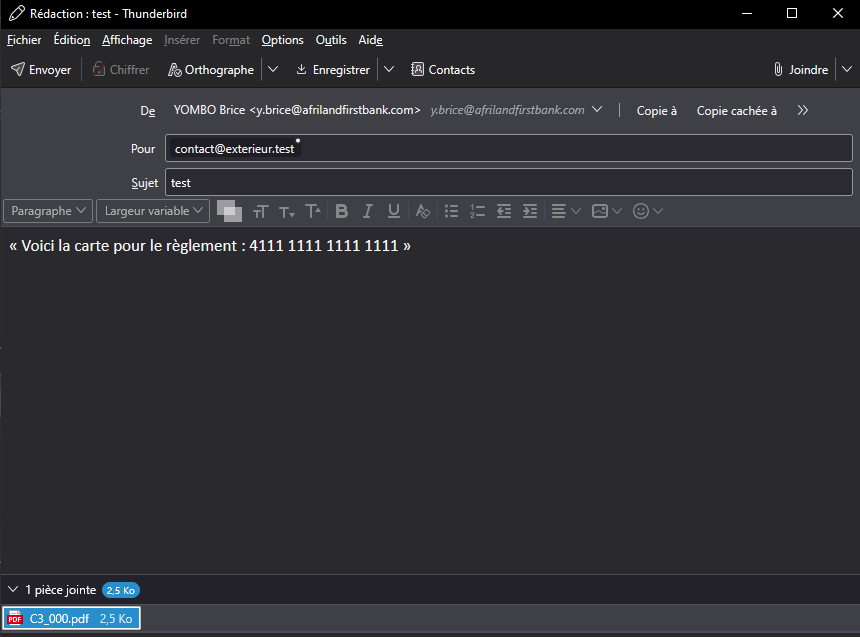 Rédaction : test - Thunderbird
Fichier Édition Affichage Insérer Format Options Outils Aide
Envoyer Chiffrer Orthographe Enregistrer Contacts Joindre
De YOMBO Brice <y.brice@afrilandfirstbank.com> y.brice@afrilandfirstbank.com Copie à Copie cachée à
Pour contact@exterieur.test
Sujet test
Paragraphe Largeur variable
« Voici la carte pour le règlement : 4111 1111 1111 1111 »
1 pièce jointe 2,5 Ko
PDF C3_000.pdf 2,5 Ko